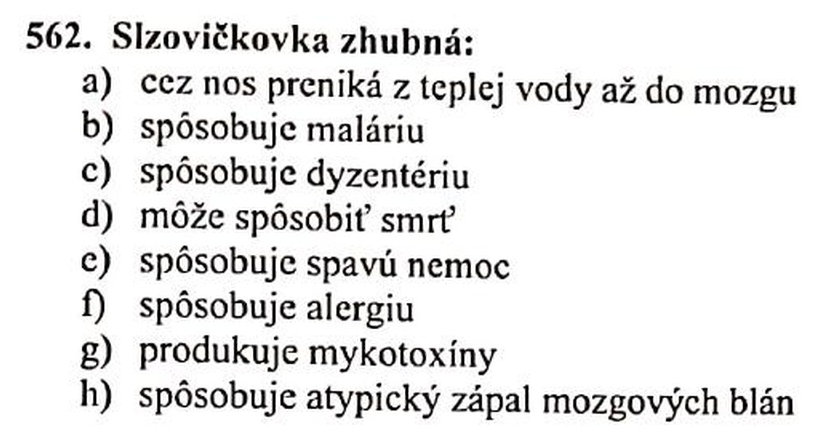 562. Slzovičkovka zhubná:
a) cez nos preniká z teplej vody až do mozgu
b) spôsobuje maláriu
c) spôsobuje dyzentériu
d) môže spôsobiť smrť
e) spôsobuje spavú nemoc
f) spôsobuje alergiu
g) produkuje mykotoxíny
h) spôsobuje atypický zápal mozgových blán